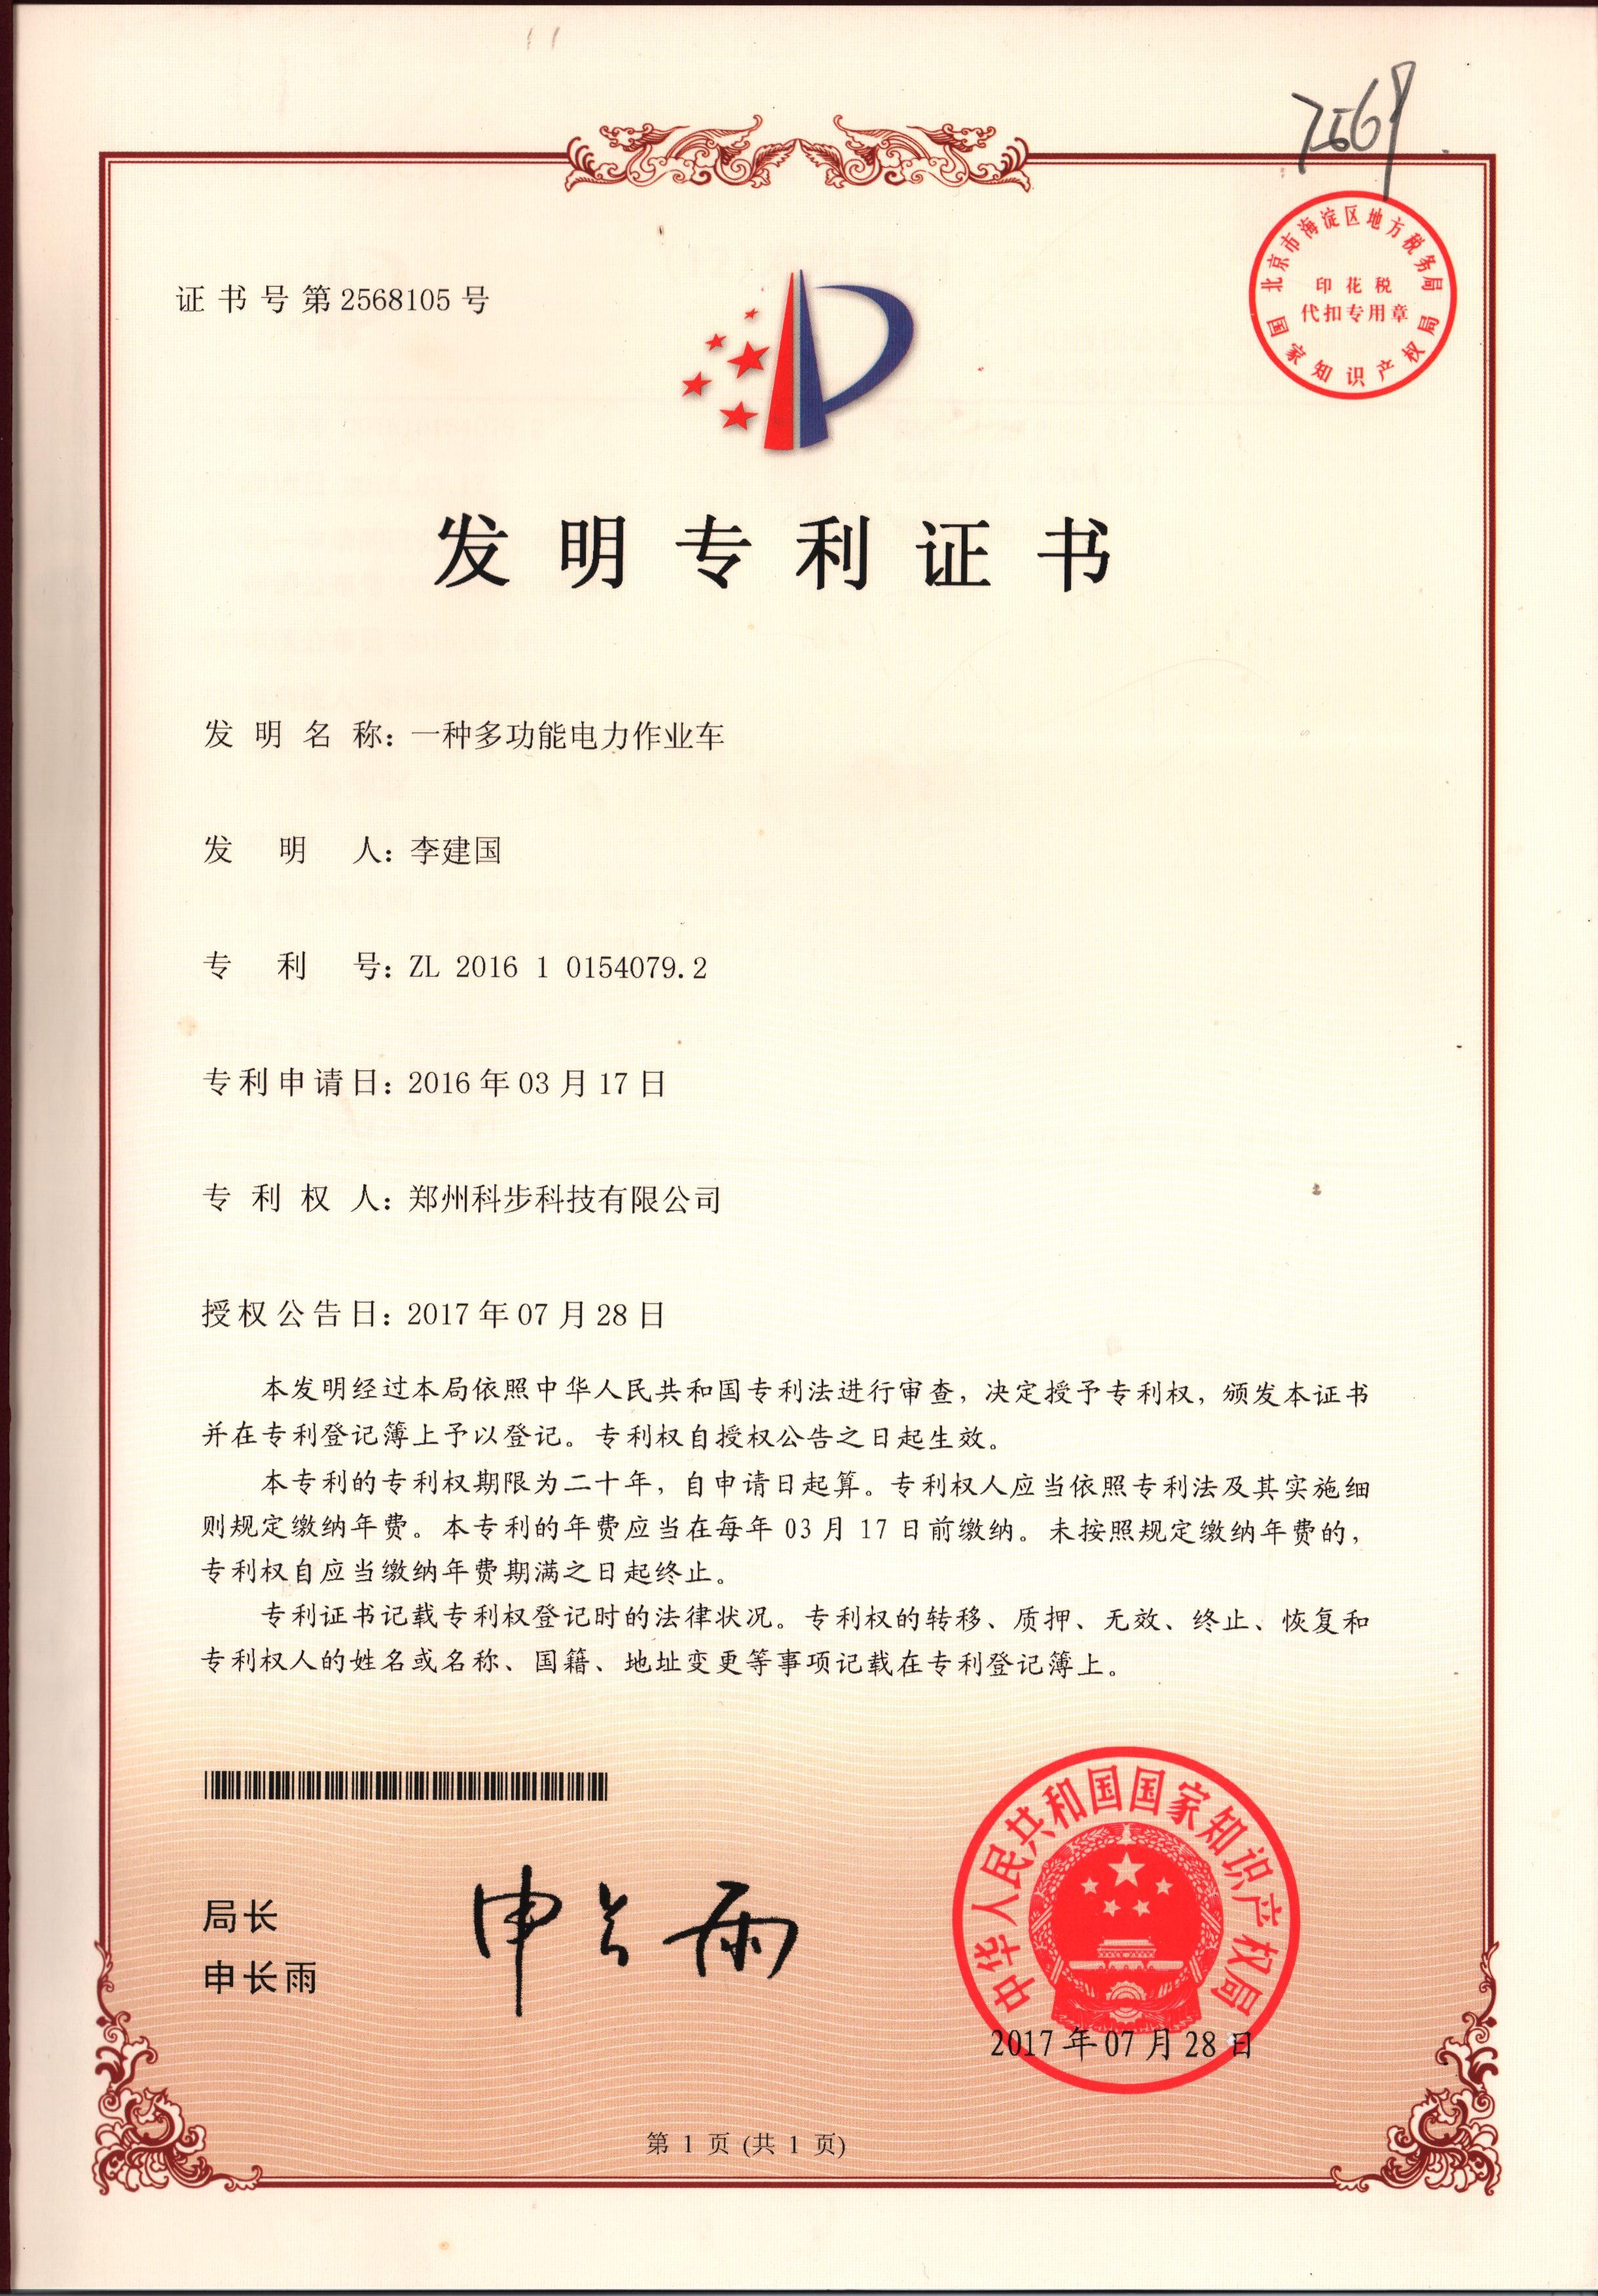 7569
北京市海淀区地方税务局
印花税
代扣专用章
国家知识产权局
证书号第2568105号
发明专利证书
发明名称：一种多功能电力作业车
发明人：李建国
专利号：ZL 2016 1 0154079.2
专利申请日：2016年03月17日
专利权人：郑州科步科技有限公司
授权公告日：2017年07月28日
本发明经过本局依照中华人民共和国专利法进行审查，决定授予专利权，颁发本证书
并在专利登记簿上予以登记。专利权自授权公告之日起生效。
本专利的专利权期限为二十年，自申请日起算。专利权人应当依照专利法及其实施细
则规定缴纳年费。本专利的年费应当在每年 03 月 17 日前缴纳。未按照规定缴纳年费的，
专利权自应当缴纳年费期满之日起终止。
专利证书记载专利权登记时的法律状况。专利权的转移、质押、无效、终止、恢复和
专利权人的姓名或名称、国籍、地址变更等事项记载在专利登记簿上。
局长
申长雨
申长雨
中华人民共和国国家知识产权局
2017年07月28日
第 1 页 (共 1 页)